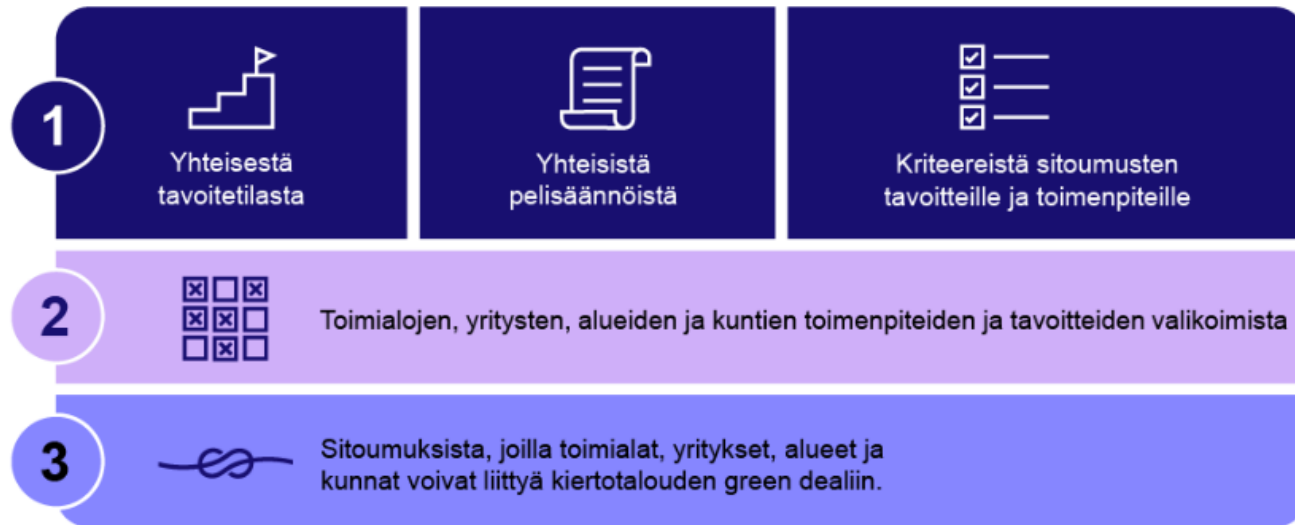 1
Yhteisestä
tavoitetilasta
Yhteisistä
pelisäännöistä
Kriteereistä sitoumusten
tavoitteille ja toimenpiteille
2
Toimialojen, yritysten, alueiden ja kuntien toimenpiteiden ja tavoitteiden valikoimista
3
Sitoumuksista, joilla toimialat, yritykset, alueet ja
kunnat voivat liittyä kiertotalouden green dealiin.